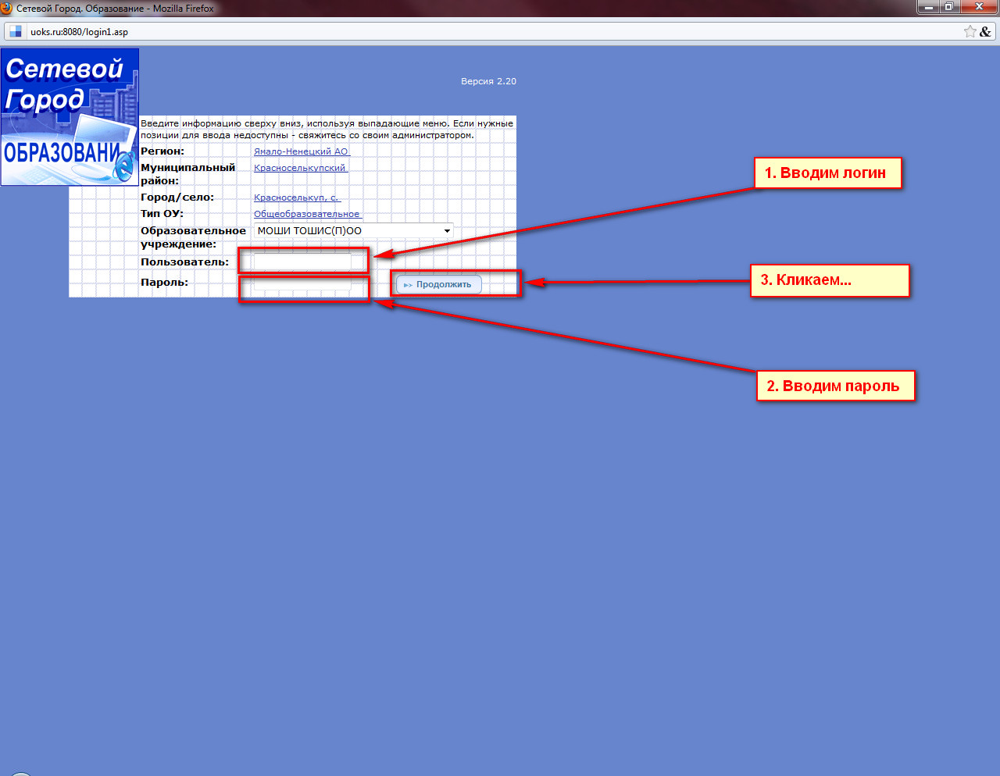 Сетевой Город. Образование - Mozilla Firefox
uoks.ru:8080/login1.asp
Сетевой
Город
ОБРАЗОВАНИ
Версия 2.20
Введите информацию сверху вниз, используя выпадающие меню. Если нужные
позиции для ввода недоступны - свяжитесь со своим администратором.
Регион: Ямало-Ненецкий АО
Муниципальный
район: Красноселькупский
Город/село: Красноселькуп, с.
Тип ОУ: Общеобразовательное
Образовательное
учреждение: МОШИ ТОШИС(П)ОО
Пользователь:
Пароль:
Продолжить
1. Вводим логин
3. Кликаем...
2. Вводим пароль